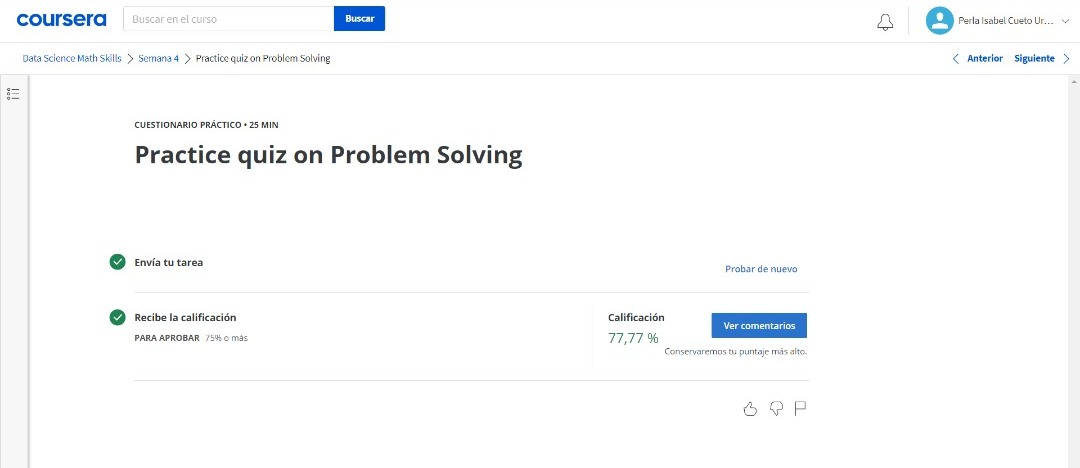 coursera
Buscar en el curso
Buscar
Perla Isabel Cueto Ur...
Data Science Math Skills
Semana 4
Practice quiz on Problem Solving
Anterior
Siguiente
CUESTIONARIO PRÁCTICO • 25 MIN
Practice quiz on Problem Solving
Envía tu tarea
Probar de nuevo
Recibe la calificación
PARA APROBAR 75% o más
Calificación
77,77 %
Ver comentarios
Conservaremos tu puntaje más alto.